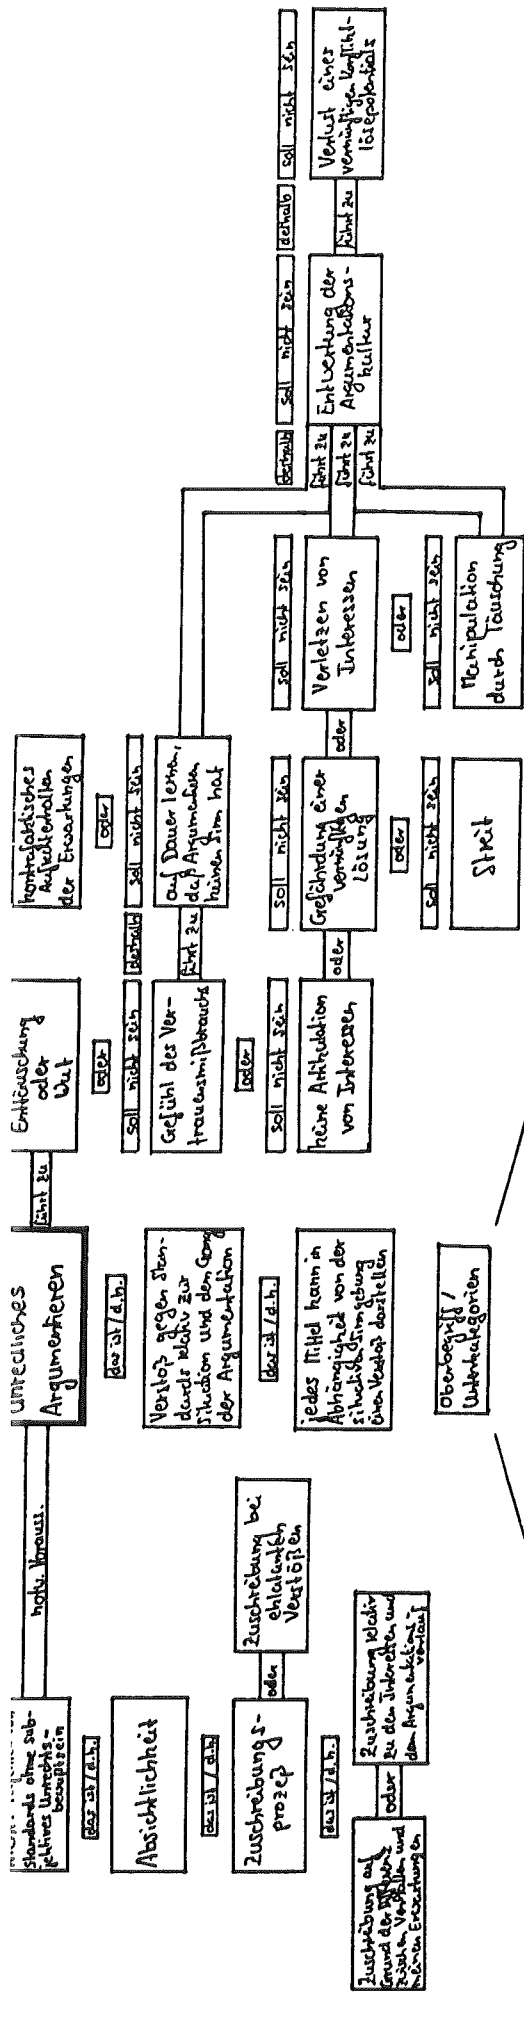 standards ohne sub-
jektives Unrechts-
bewußtsein
das ist / d.h.
Absichtlichkeit
das ist / d.h.
Zuschreibungs-
prozeß
oder
Zuschreibung bei
eklatanten
Verstößen
das ist / d.h.
Zuschreibung auf
Grund der Differenz
zwischen Verhalten und
meinen Erwartungen
oder
Zuschreibung relativ
zu den Interessen und
dem Argumentations-
verlauf
notw. Vorauss.
unredliches
Argumentieren
das ist / d.h.
Verstoß gegen Stan-
dards relativ zur
Situation und den Gang
der Argumentation
das ist / d.h.
jedes Mittel kann in
Abhängigkeit von der
situativen Sinngebung
einen Verstoß darstellen
Oberbegriff /
Unterkategorien
führt zu
Enttäuschung
oder
Wut
oder
soll nicht sein
Gefühl des Ver-
trauensmißbrauchs
oder
soll nicht sein
keine Artikulation
von Interessen
kontrafaktisches
Aufrechterhalten
der Erwartungen
oder
deshalb
soll nicht sein
führt zu
auf Dauer lernen,
daß Argumentieren
keinen Sinn hat
soll nicht sein
oder
Gefährdung einer
vernünftigen
Lösung
oder
soll nicht sein
Streit
soll nicht sein
oder
Verletzen von
Interessen
oder
soll nicht sein
Manipulation
durch Täuschung
deshalb
soll nicht sein
führt zu
führt zu
führt zu
Entwertung der
Argumentations-
kultur
deshalb
soll nicht sein
führt zu
Verlust eines
vernünftigen Konflikt-
lösepotentials